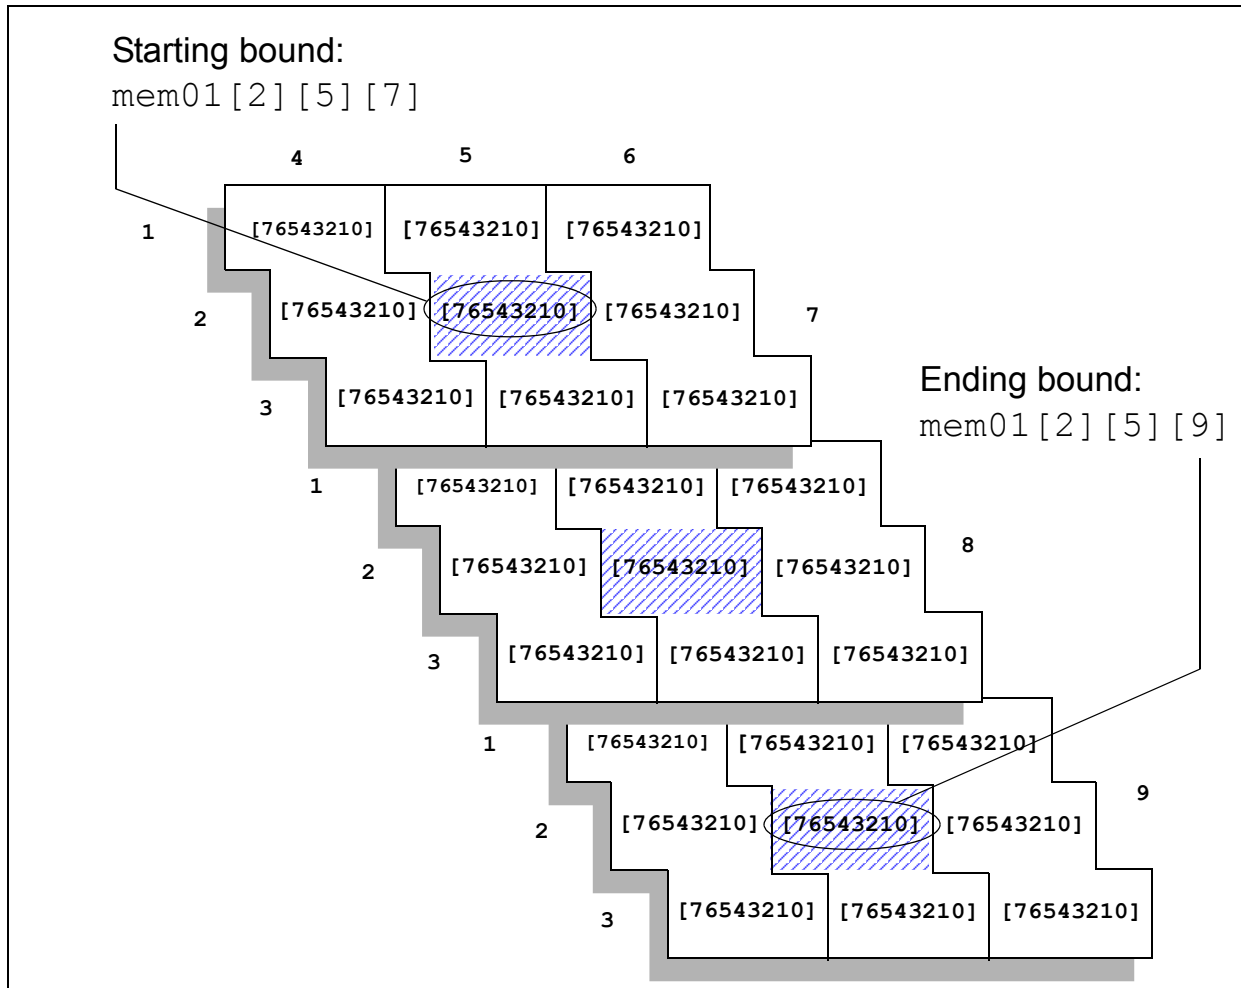 Starting bound:
mem01[2][5][7]
4 5 6
1 [76543210] [76543210] [76543210]
2 [76543210] [76543210] [76543210] 7
3 [76543210] [76543210] [76543210]
Ending bound:
mem01[2][5][9]
1 [76543210] [76543210] [76543210]
2 [76543210] [76543210] [76543210] 8
3 [76543210] [76543210] [76543210]
1 [76543210] [76543210] [76543210]
2 [76543210] [76543210] [76543210] 9
3 [76543210] [76543210] [76543210]